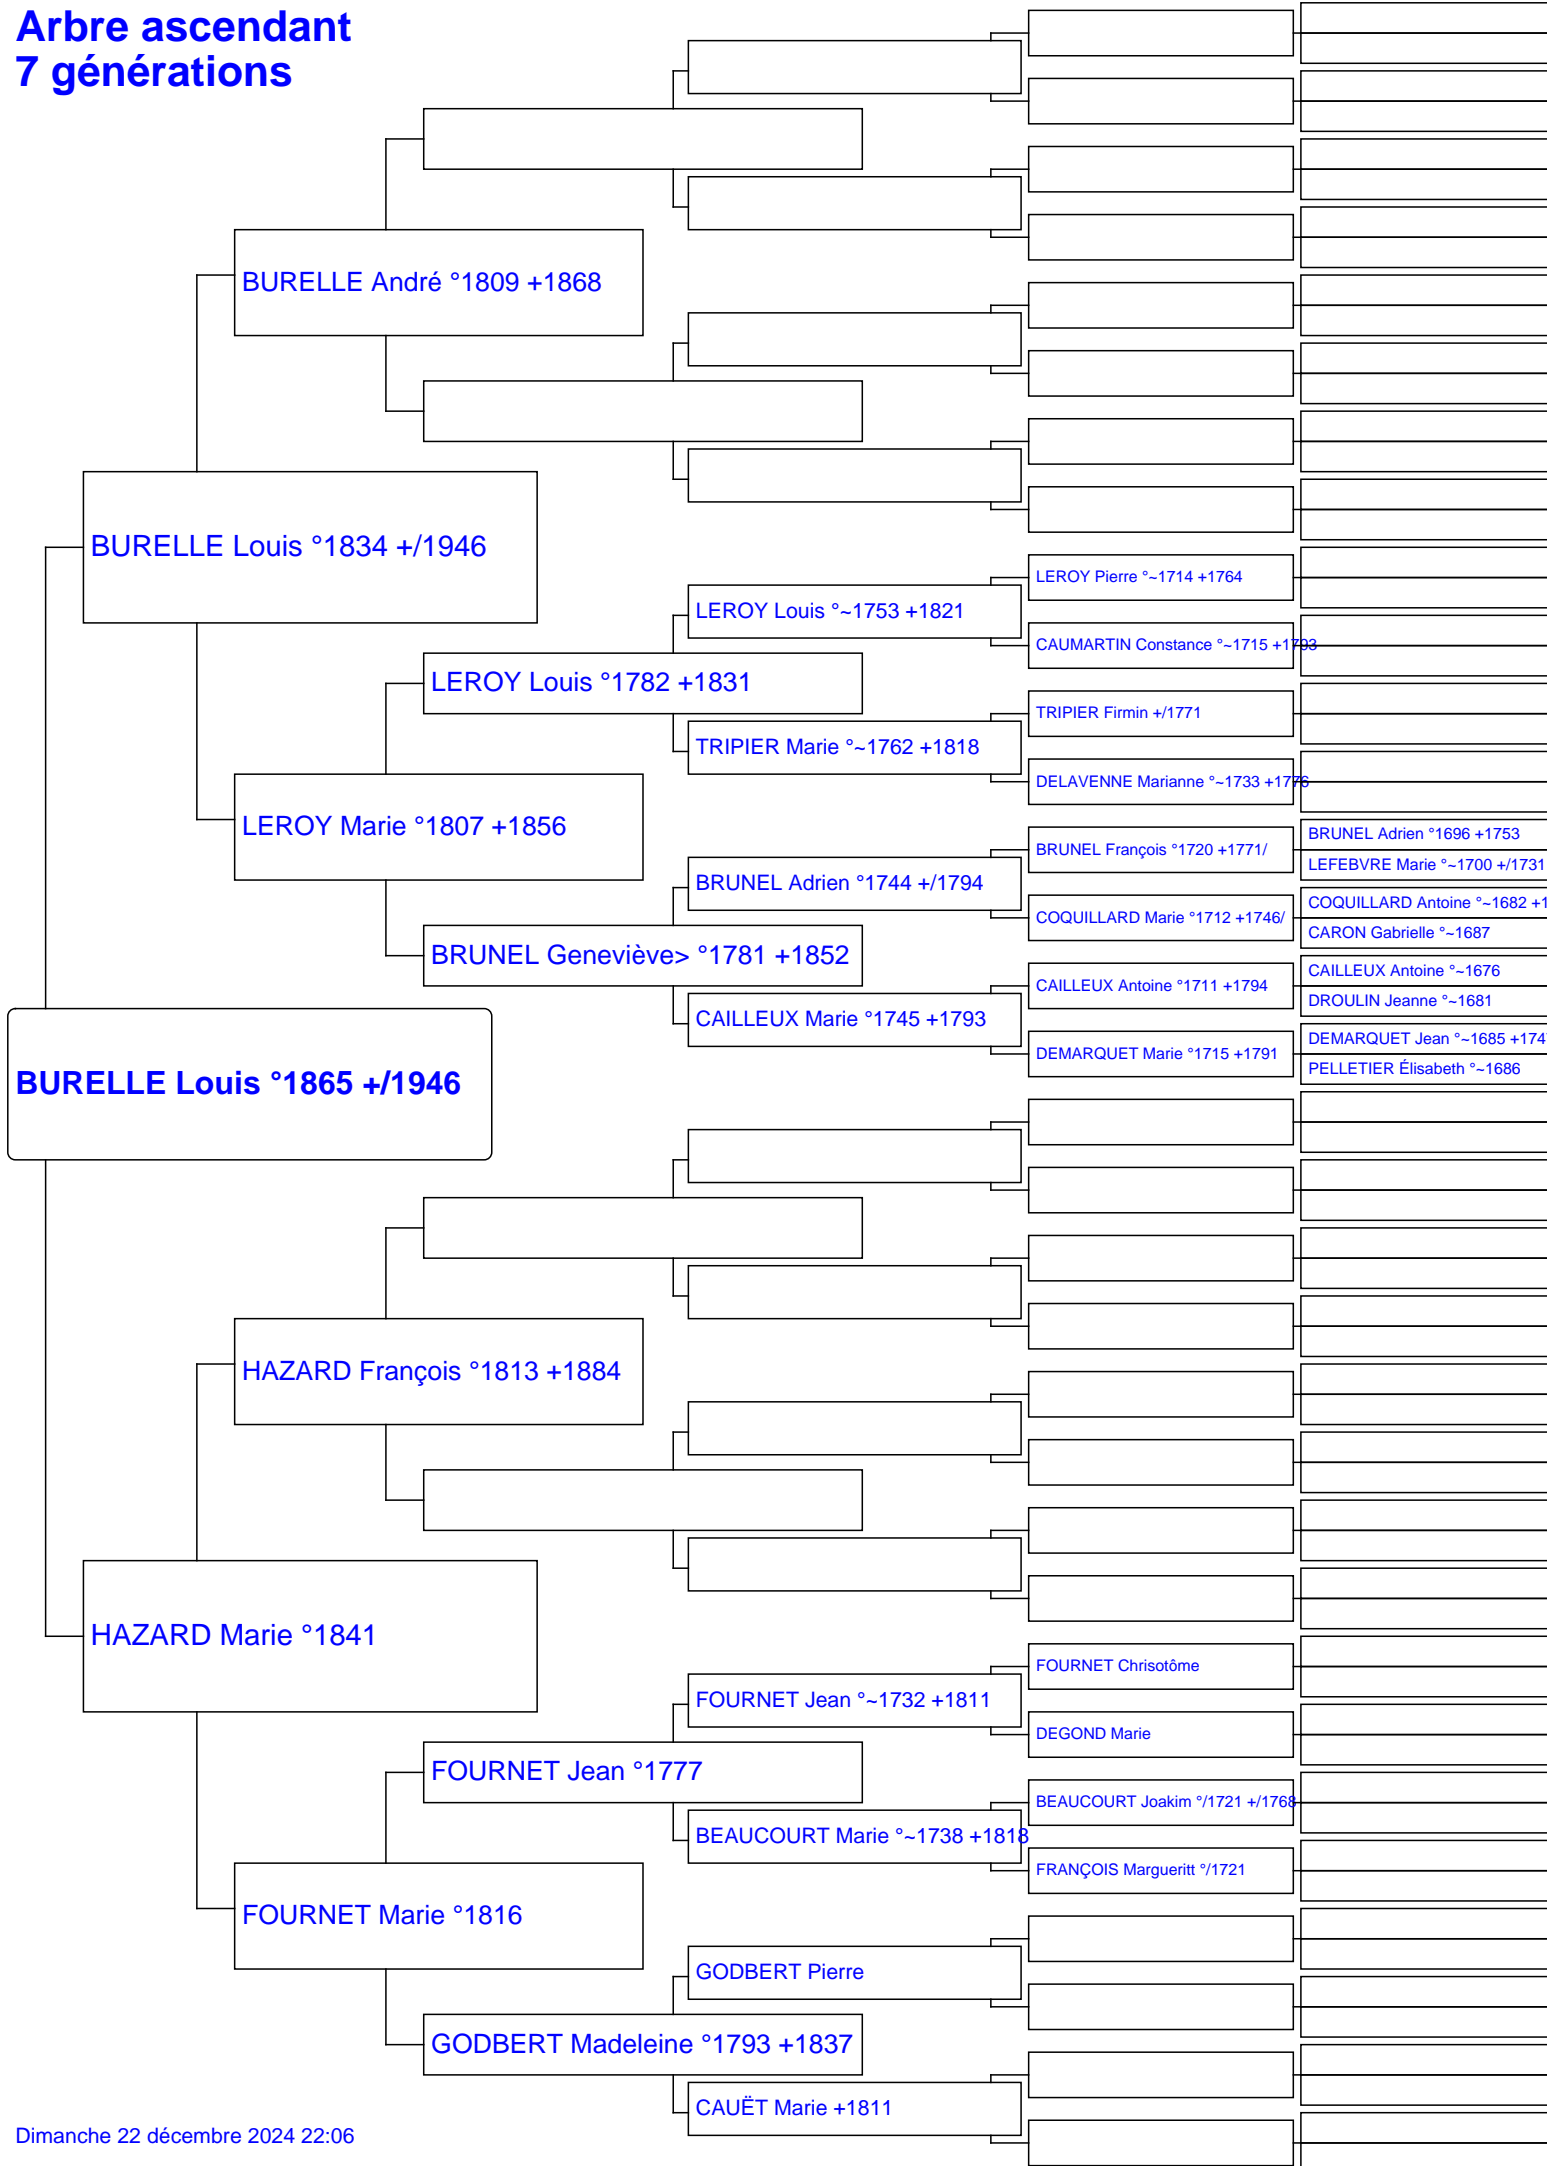 Arbre ascendant
7 générations
BURELLE André °1809 +1868
BURELLE Louis °1834 +/1946
LEROY Pierre °~1714 +1764
LEROY Louis °~1753 +1821
CAUMARTIN Constance °~1715 +1793
LEROY Louis °1782 +1831
TRIPIER Firmin +/1771
TRIPIER Marie °~1762 +1818
DELAVENNE Marianne °~1733 +1776
LEROY Marie °1807 +1856
BRUNEL Adrien °1696 +1753
BRUNEL François °1720 +1771/
LEFEBVRE Marie °~1700 +/1731
BRUNEL Adrien °1744 +/1794
COQUILLARD Antoine °~1682 +1
COQUILLARD Marie °1712 +1746/
CARON Gabrielle °~1687
BRUNEL Geneviève> °1781 +1852
CAILLEUX Antoine °~1676
CAILLEUX Antoine °1711 +1794
DROULIN Jeanne °~1681
CAILLEUX Marie °1745 +1793
DEMARQUET Jean °~1685 +174
DEMARQUET Marie °1715 +1791
PELLETIER Élisabeth °~1686
BURELLE Louis °1865 +/1946
HAZARD François °1813 +1884
HAZARD Marie °1841
FOURNET Chrisotôme
FOURNET Jean °~1732 +1811
DEGOND Marie
FOURNET Jean °1777
BEAUCOURT Joakim °/1721 +/1768
BEAUCOURT Marie °~1738 +1818
FRANÇOIS Margueritt °/1721
FOURNET Marie °1816
GODBERT Pierre
GODBERT Madeleine °1793 +1837
CAUËT Marie +1811
Dimanche 22 décembre 2024 22:06